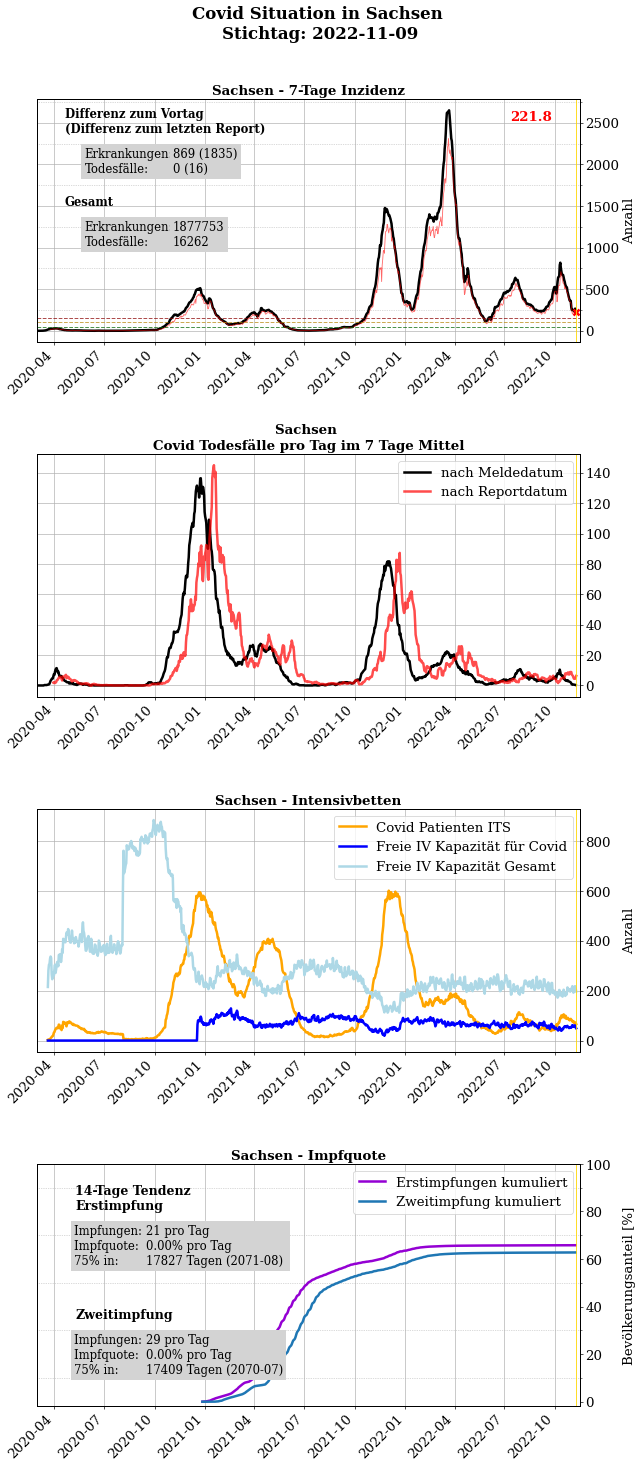 Covid Situation in Sachsen
Stichtag: 2022-11-09
Sachsen - 7-Tage Inzidenz
Differenz zum Vortag
(Differenz zum letzten Report)
Erkrankungen 869 (1835)
Todesfälle: 0 (16)
Gesamt
Erkrankungen 1877753
Todesfälle: 16262
221.8
2500
2000
1500
1000
500
0
Anzahl
2020-04
2020-07
2020-10
2021-01
2021-04
2021-07
2021-10
2022-01
2022-04
2022-07
2022-10
Sachsen
Covid Todesfälle pro Tag im 7 Tage Mittel
nach Meldedatum
nach Reportdatum
140
120
100
80
60
40
20
0
2020-04
2020-07
2020-10
2021-01
2021-04
2021-07
2021-10
2022-01
2022-04
2022-07
2022-10
Sachsen - Intensivbetten
Covid Patienten ITS
Freie IV Kapazität für Covid
Freie IV Kapazität Gesamt
800
600
400
200
0
Anzahl
2020-04
2020-07
2020-10
2021-01
2021-04
2021-07
2021-10
2022-01
2022-04
2022-07
2022-10
Sachsen - Impfquote
14-Tage Tendenz
Erstimpfung
Impfungen: 21 pro Tag
Impfquote: 0.00% pro Tag
75% in: 17827 Tagen (2071-08)
Zweitimpfung
Impfungen: 29 pro Tag
Impfquote: 0.00% pro Tag
75% in: 17409 Tagen (2070-07)
Erstimpfungen kumuliert
Zweitimpfung kumuliert
100
80
60
40
20
0
Bevölkerungsanteil [%]
2020-04
2020-07
2020-10
2021-01
2021-04
2021-07
2021-10
2022-01
2022-04
2022-07
2022-10